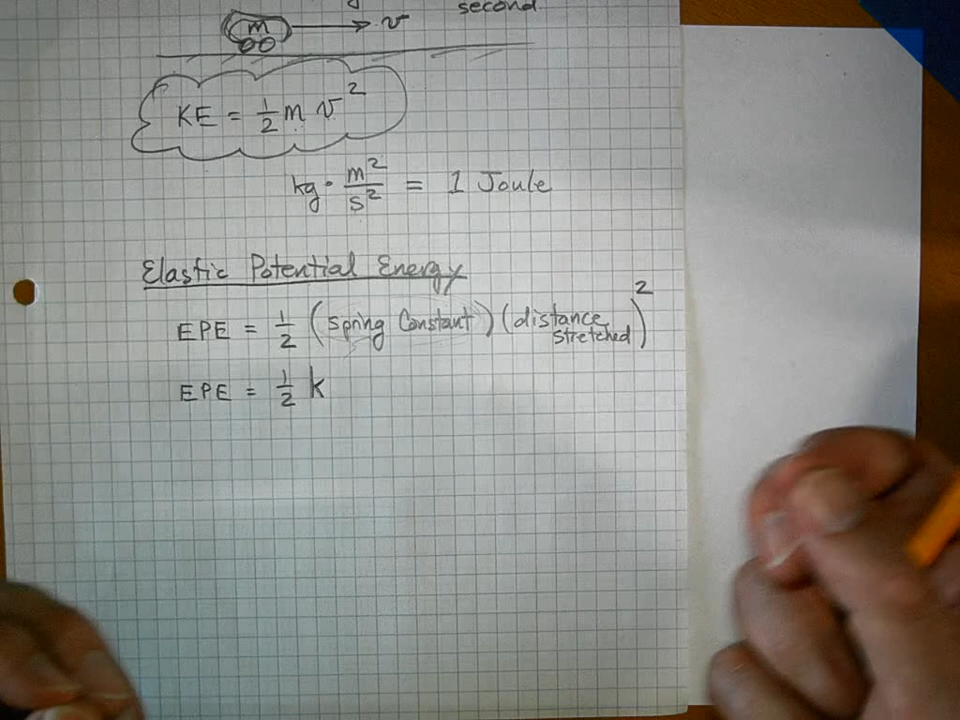 second
m v
KE = 1/2 m v²
kg · m²/s² = 1 Joule
Elastic Potential Energy
EPE = 1/2 (Spring Constant) (distance stretched)²
EPE = 1/2 k